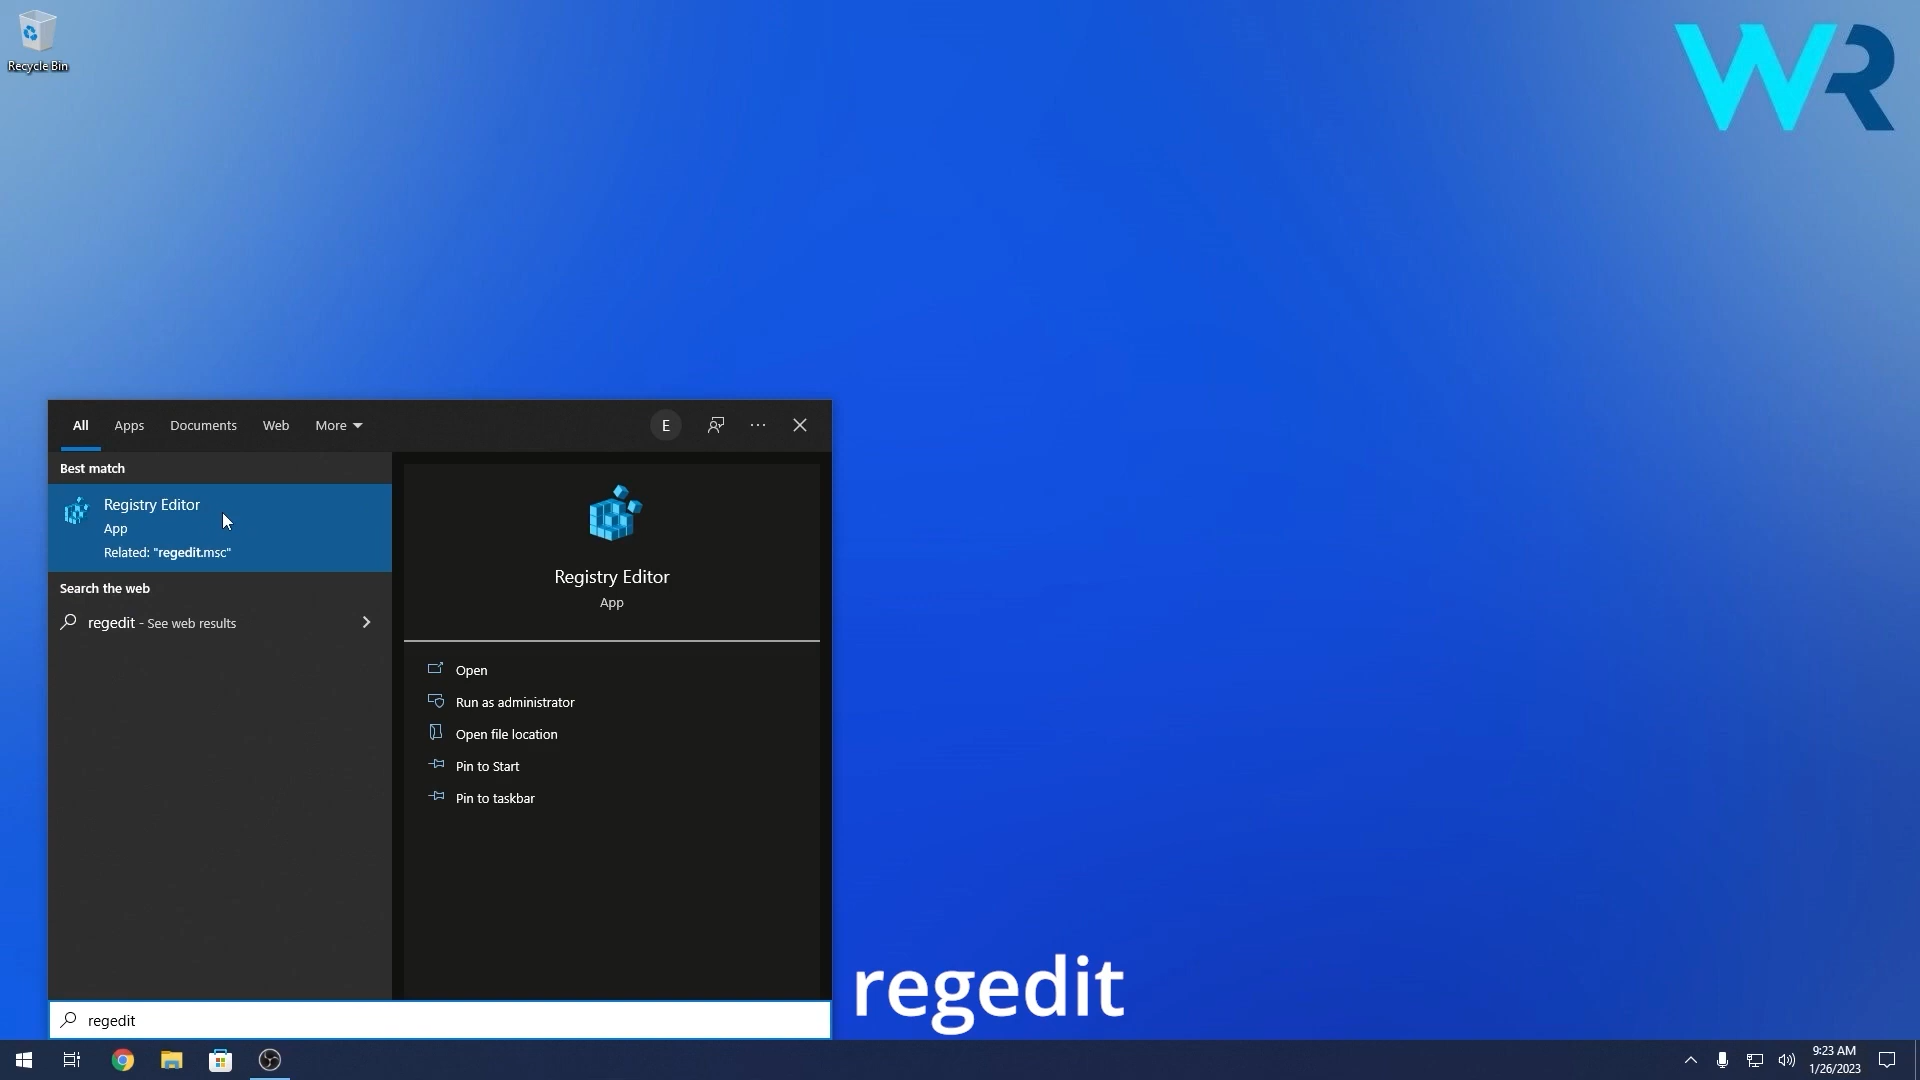 Recycle Bin
WR
All Apps Documents Web More E
Best match
Registry Editor
App
Related: "regedit.msc"
Search the web
regedit - See web results
Registry Editor
App
Open
Run as administrator
Open file location
Pin to Start
Pin to taskbar
regedit
regedit
9:23 AM
1/26/2023